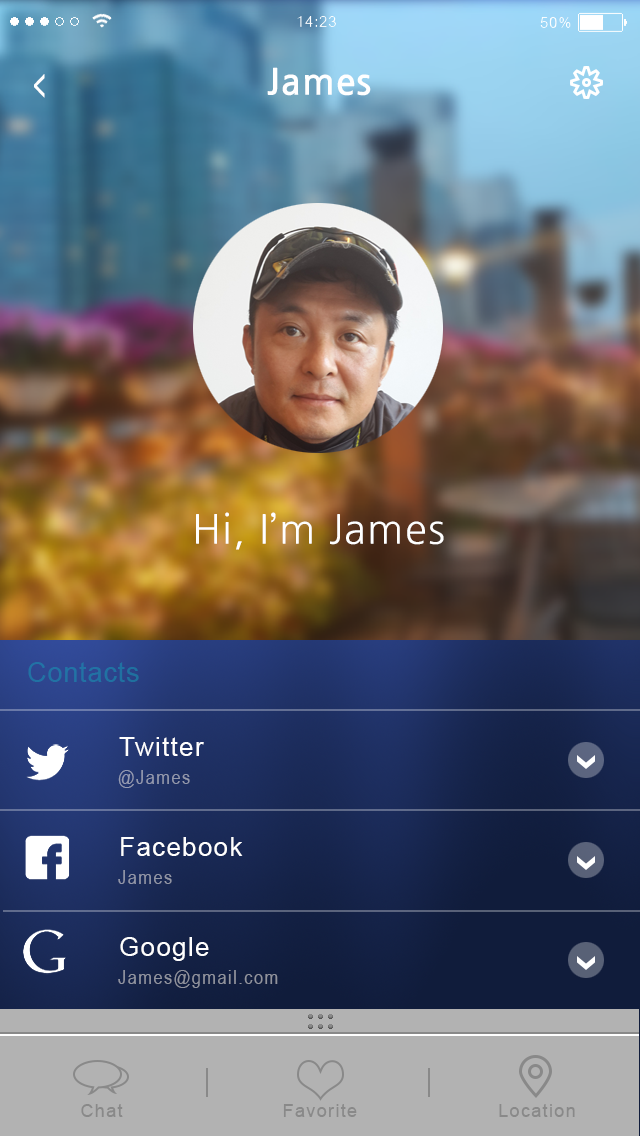 14:23
50%
James
Hi, I'm James
Contacts
Twitter
@James
Facebook
James
Google
James@gmail.com
Chat
Favorite
Location